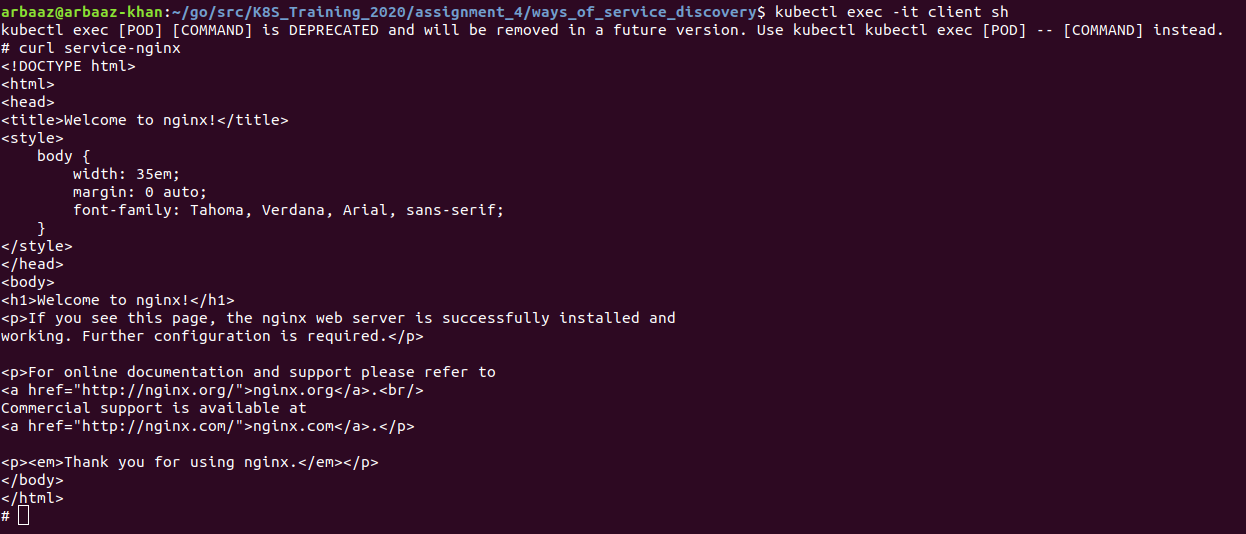 arbaaz@arbaaz-khan:~/go/src/K8S_Training_2020/assignment_4/ways_of_service_discovery$ kubectl exec -it client sh
kubectl exec [POD] [COMMAND] is DEPRECATED and will be removed in a future version. Use kubectl kubectl exec [POD] -- [COMMAND] instead.
# curl service-nginx
<!DOCTYPE html>
<html>
<head>
<title>Welcome to nginx!</title>
<style>
    body {
        width: 35em;
        margin: 0 auto;
        font-family: Tahoma, Verdana, Arial, sans-serif;
    }
</style>
</head>
<body>
<h1>Welcome to nginx!</h1>
<p>If you see this page, the nginx web server is successfully installed and
working. Further configuration is required.</p>

<p>For online documentation and support please refer to
<a href="http://nginx.org/">nginx.org</a>.<br/>
Commercial support is available at
<a href="http://nginx.com/">nginx.com</a>.</p>

<p><em>Thank you for using nginx.</em></p>
</body>
</html>
#